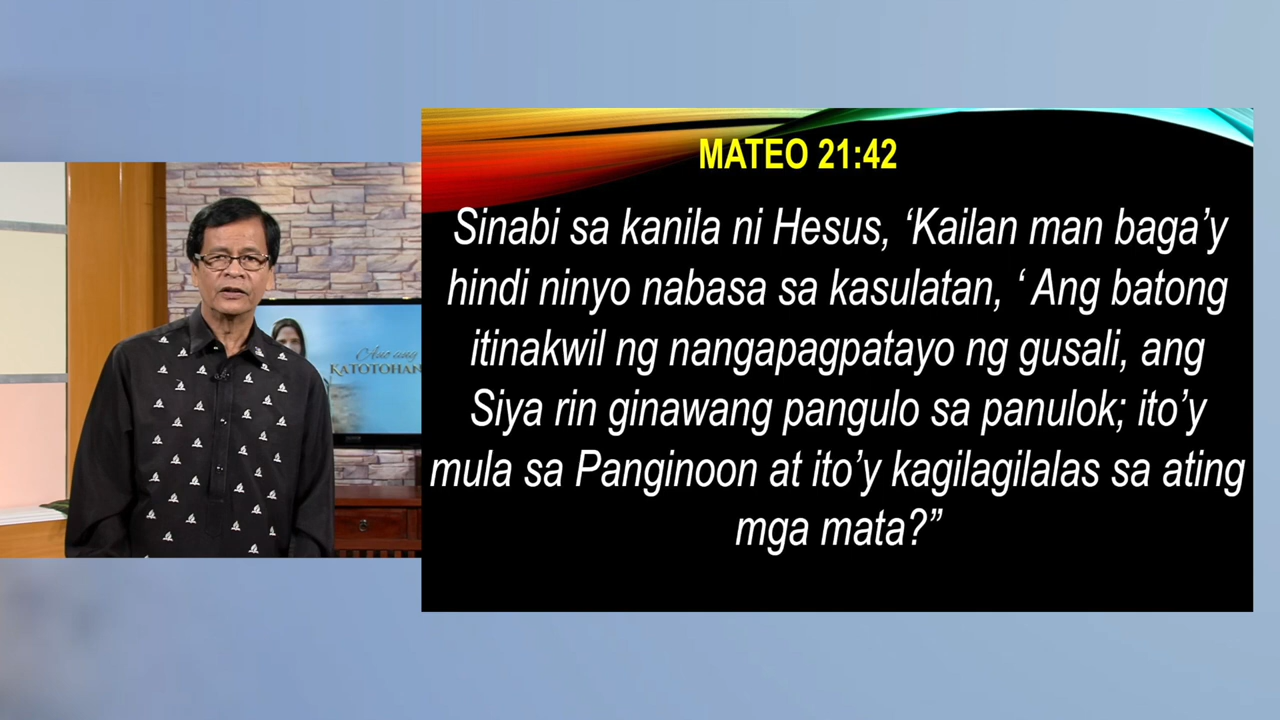 MATEO 21:42
Sinabi sa kanila ni Hesus, ‘Kailan man baga’y
hindi ninyo nabasa sa kasulatan, ‘ Ang batong
itinakwil ng nangapagpatayo ng gusali, ang
Siya rin ginawang pangulo sa panulok; ito’y
mula sa Panginoon at ito’y kagilagilalas sa ating
mga mata?”
Ano ang
KATOTOHAN